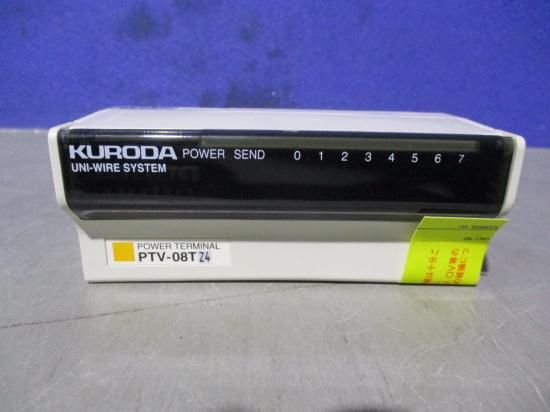 KURODA POWER SEND 0 1 2 3 4 5 6 7
UNI-WIRE SYSTEM
POWER TERMINAL
PTV-08T 24